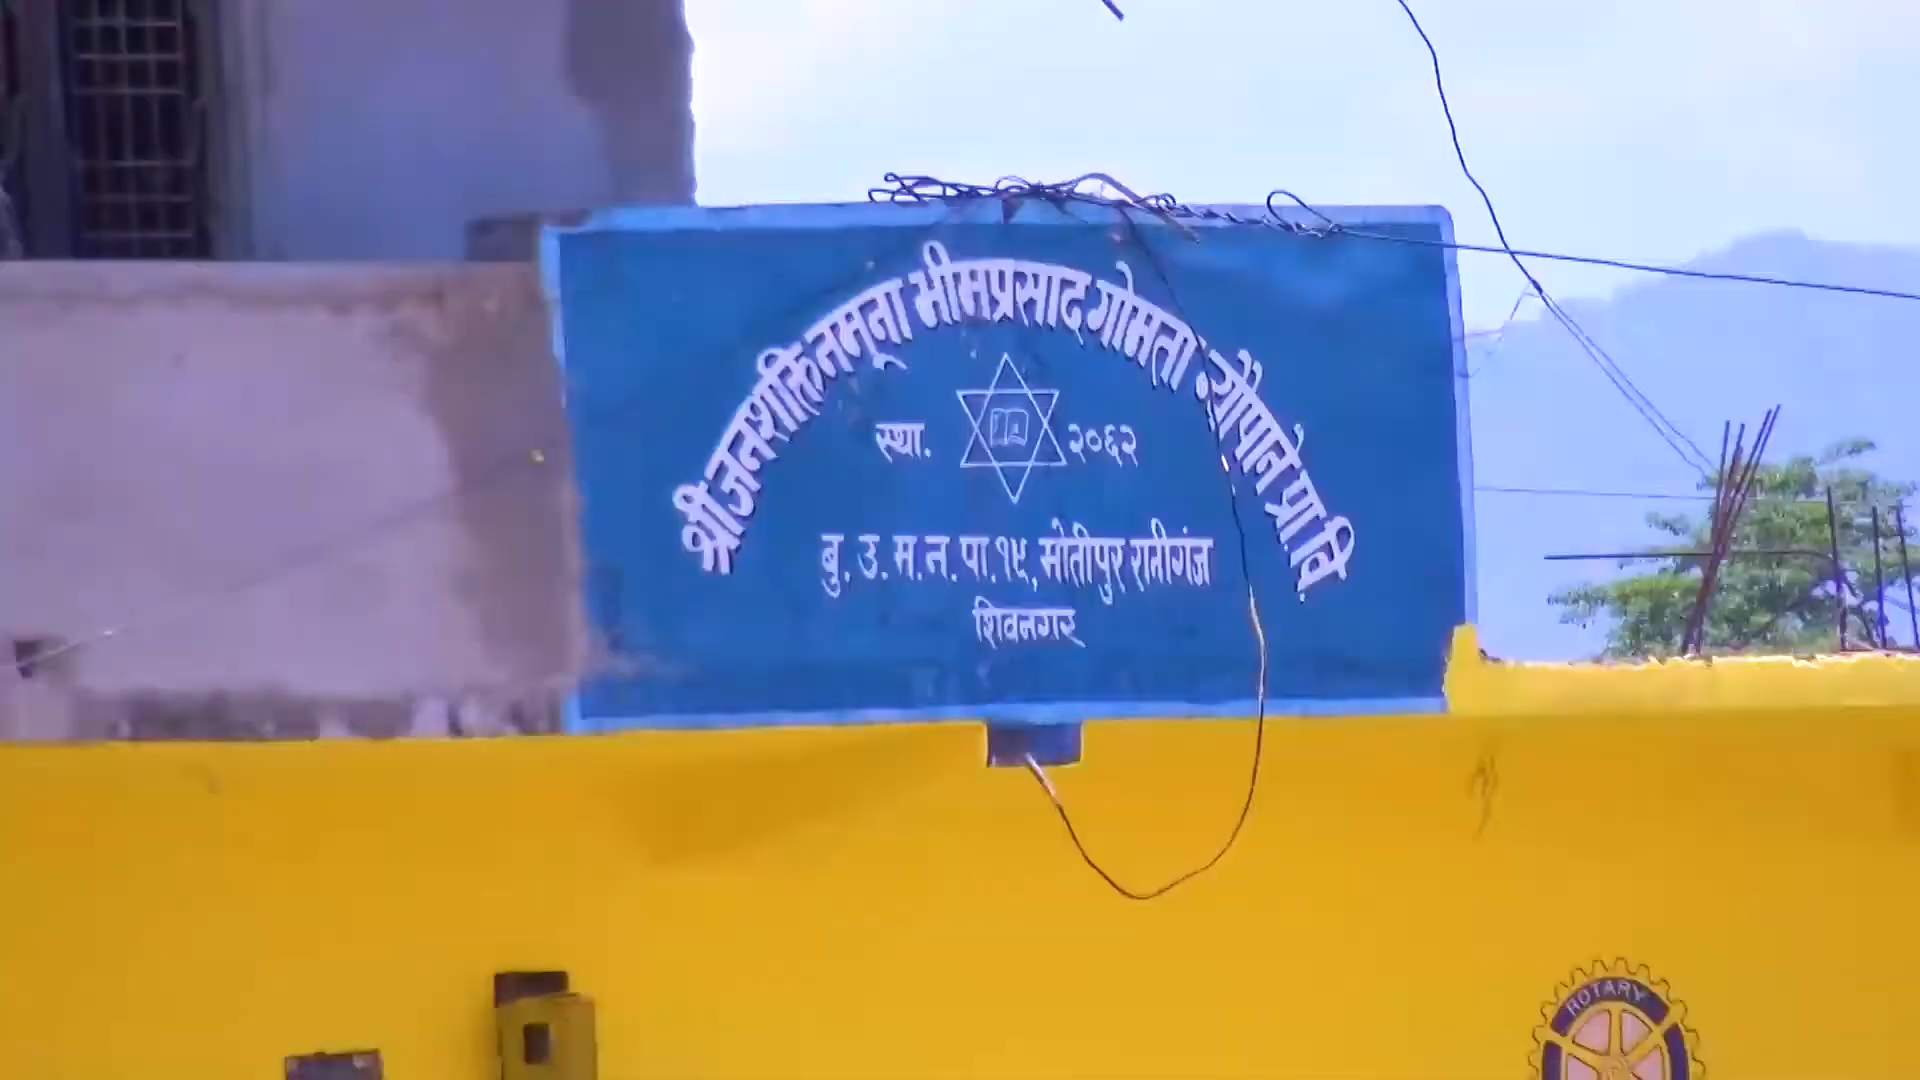 श्री जनशक्ति नमूना भीमप्रसाद गोमता न्यौपाने प्रा.वि.
स्था. २०६२
बु. उ. म. न. पा. १९, मोतीपुर रानीगंज
शिवनगर
ROTARY